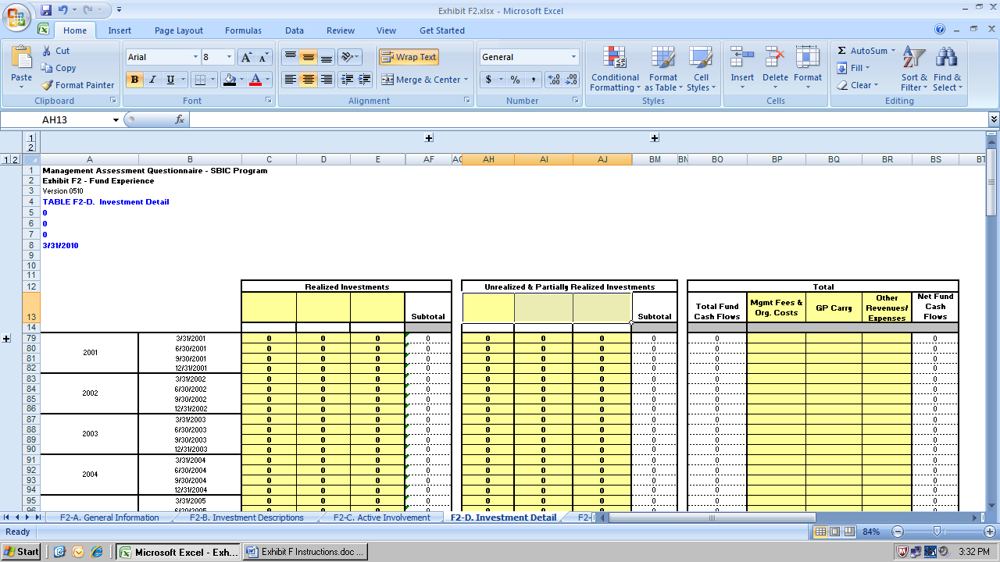 Exhibit F2.xlsx - Microsoft Excel
Home Insert Page Layout Formulas Data Review View Get Started
Paste Cut Copy Format Painter
Arial 8
B I U A A A
Wrap Text
Merge & Center
General
$ % ,
Conditional Formatting Format as Table Cell Styles
Insert Delete Format
AutoSum Fill Clear
Sort & Filter Find & Select
Clipboard Font Alignment Number Styles Cells Editing
AH13 fx
1
2
1 2 A B C D E AF AG AH AI AJ BM BN BO BP BQ BR BS BT
1 Management Assessment Questionnaire - SBIC Program
2 Exhibit F2 - Fund Experience
3 Version 0510
4 TABLE F2-D. Investment Detail
5 0
6 0
7 0
8 3/31/2010
9
10
11
12 Realized Investments Unrealized & Partially Realized Investments Total
13 Subtotal Subtotal Total Fund Cash Flows Mgmt Fees & Org. Costs GP Carry Other Revenues/ Expenses Net Fund Cash Flows
14
79 3/31/2001 0 0 0 0 0 0 0 0 0 0
80 2001 6/30/2001 0 0 0 0 0 0 0 0 0 0
81 9/30/2001 0 0 0 0 0 0 0 0 0 0
82 12/31/2001 0 0 0 0 0 0 0 0 0 0
83 3/31/2002 0 0 0 0 0 0 0 0 0 0
84 2002 6/30/2002 0 0 0 0 0 0 0 0 0 0
85 9/30/2002 0 0 0 0 0 0 0 0 0 0
86 12/31/2002 0 0 0 0 0 0 0 0 0 0
87 3/31/2003 0 0 0 0 0 0 0 0 0 0
88 2003 6/30/2003 0 0 0 0 0 0 0 0 0 0
89 9/30/2003 0 0 0 0 0 0 0 0 0 0
90 12/31/2003 0 0 0 0 0 0 0 0 0 0
91 3/31/2004 0 0 0 0 0 0 0 0 0 0
92 2004 6/30/2004 0 0 0 0 0 0 0 0 0 0
93 9/30/2004 0 0 0 0 0 0 0 0 0 0
94 12/31/2004 0 0 0 0 0 0 0 0 0 0
95 3/31/2005 0 0 0 0 0 0 0 0 0 0
96 6/30/2005 0 0 0 0 0 0 0 0 0 0
F2-A. General Information F2-B. Investment Descriptions F2-C. Active Involvement F2-D. Investment Detail F2-
Ready 84%
Start Microsoft Excel - Exh... Exhibit F Instructions.doc ... 3:32 PM